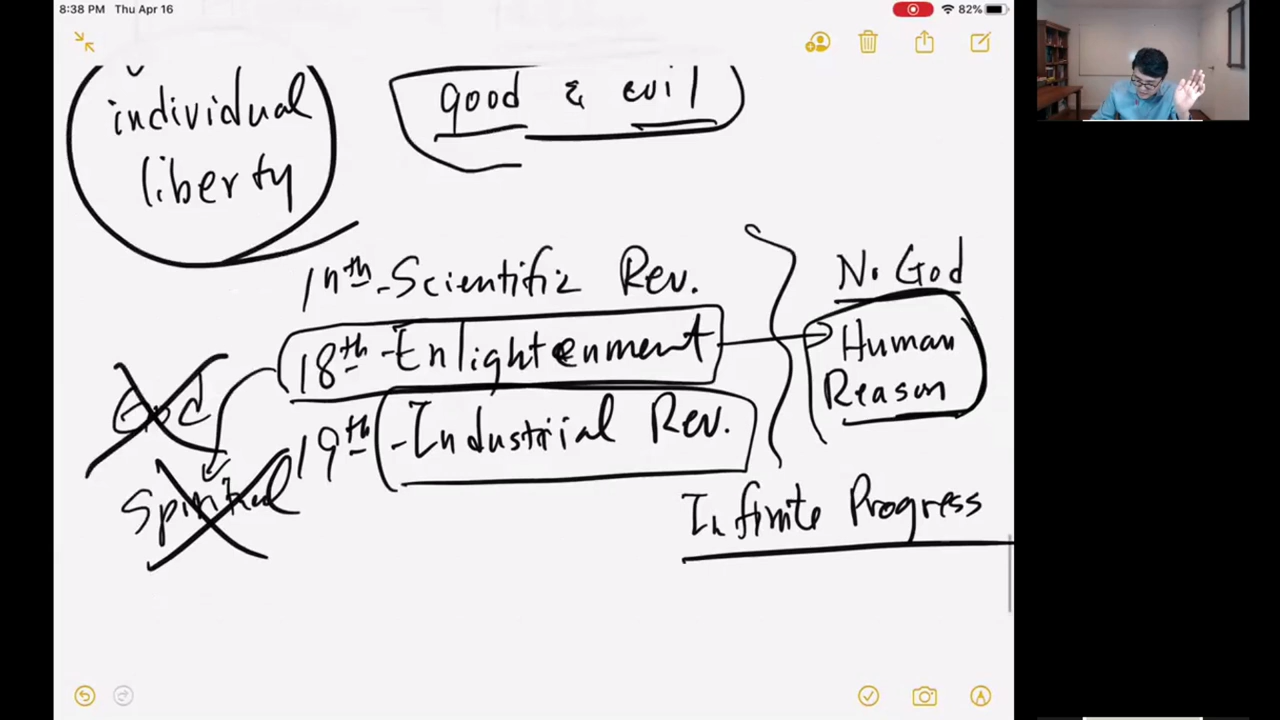 8:38 PM Thu Apr 16
82%
individual
liberty
good & evil
17th-Scientific Rev.
18th-Enlightenment
19th-Industrial Rev.
God
Spiritual
No God
Human
Reason
Infinite Progress